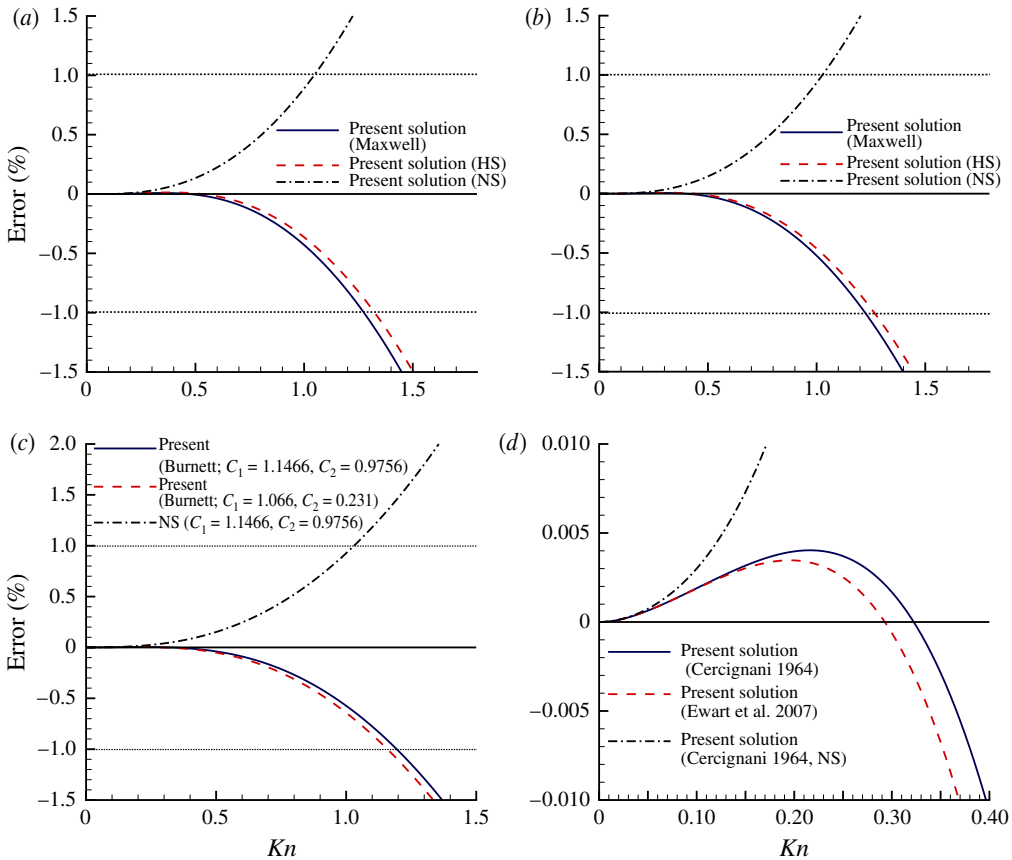 (a)
1.5
1.0
0.5
0
−0.5
−1.0
−1.5
Error (%)
Present solution
(Maxwell)
Present solution (HS)
Present solution (NS)
0
0.5
1.0
1.5
(b)
1.5
1.0
0.5
0
−0.5
−1.0
−1.5
Present solution
(Maxwell)
Present solution (HS)
Present solution (NS)
0
0.5
1.0
1.5
(c)
2.0
1.5
1.0
0.5
0
−0.5
−1.0
−1.5
Error (%)
Present
(Burnett; C1 = 1.1466, C2 = 0.9756)
Present
(Burnett; C1 = 1.066, C2 = 0.231)
NS (C1 = 1.1466, C2 = 0.9756)
0
0.5
1.0
1.5
Kn
(d)
0.010
0.005
0
−0.005
−0.010
Present solution
(Cercignani 1964)
Present solution
(Ewart et al. 2007)
Present solution
(Cercignani 1964, NS)
0
0.10
0.20
0.30
0.40
Kn